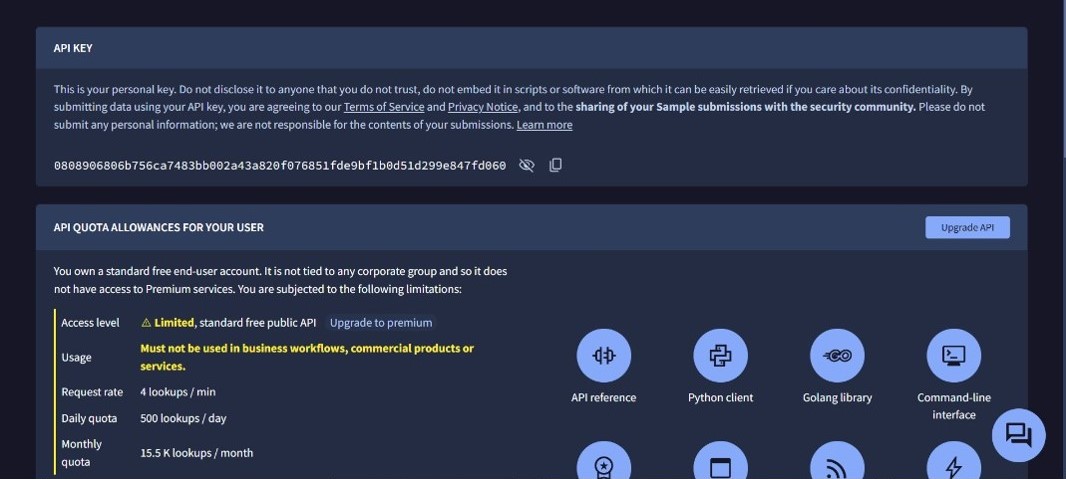 API KEY
This is your personal key. Do not disclose it to anyone that you do not trust, do not embed it in scripts or software from which it can be easily retrieved if you care about its confidentiality. By
submitting data using your API key, you are agreeing to our Terms of Service and Privacy Notice, and to the sharing of your Sample submissions with the security community. Please do not
submit any personal information; we are not responsible for the contents of your submissions. Learn more
0808906806b756ca7483bb002a43a820f076851fde9bf1b0d51d299e847fd060
API QUOTA ALLOWANCES FOR YOUR USER
Upgrade API
You own a standard free end-user account. It is not tied to any corporate group and so it does
not have access to Premium services. You are subjected to the following limitations:
Access level Limited, standard free public API Upgrade to premium
Usage Must not be used in business workflows, commercial products or
services.
Request rate 4 lookups / min
Daily quota 500 lookups / day
Monthly
quota 15.5 K lookups / month
API reference
Python client
GO
Golang library
Command-line
interface